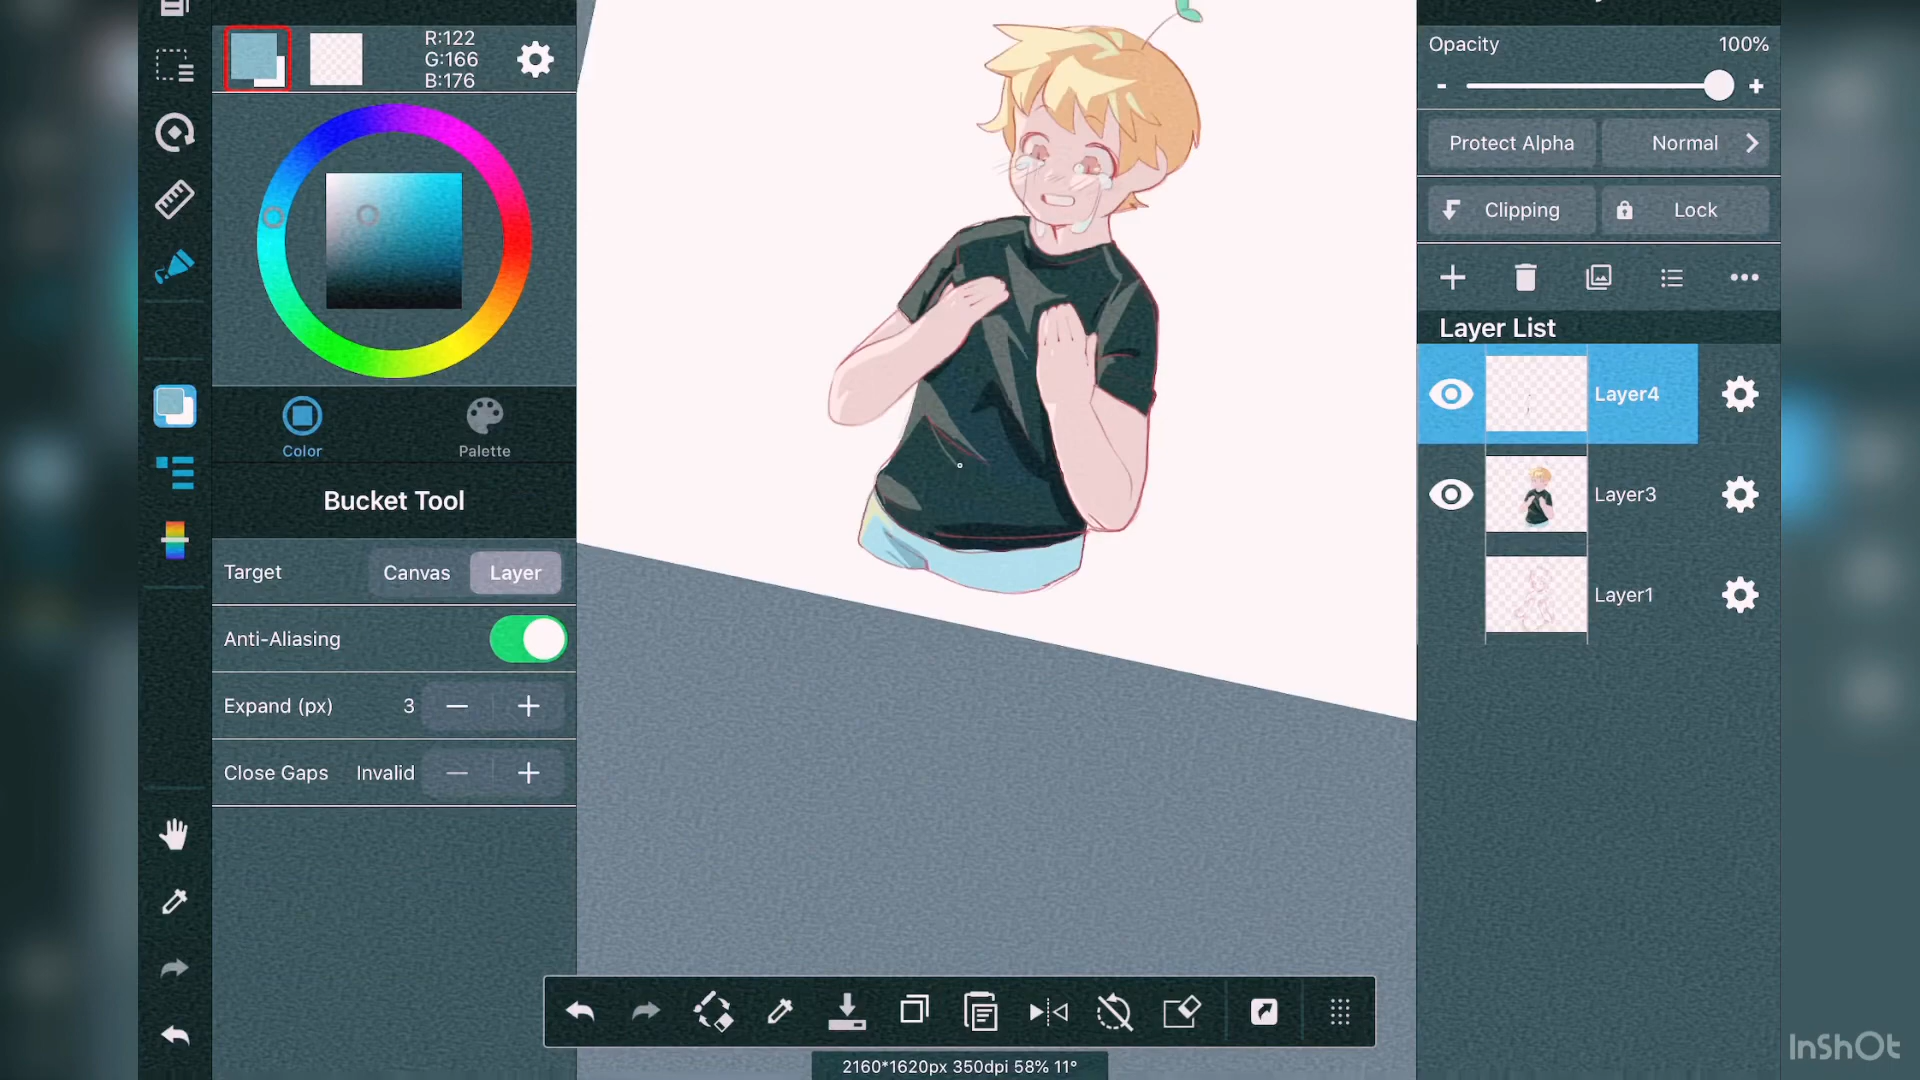 R:122
G:166
B:176
Color
Palette
Bucket Tool
Target
Canvas
Layer
Anti-Aliasing
Expand (px)
3
Close Gaps
Invalid
Opacity
100%
Protect Alpha
Normal
Clipping
Lock
Layer List
Layer4
Layer3
Layer1
2160*1620px 350dpi 58% 11°
InShOt